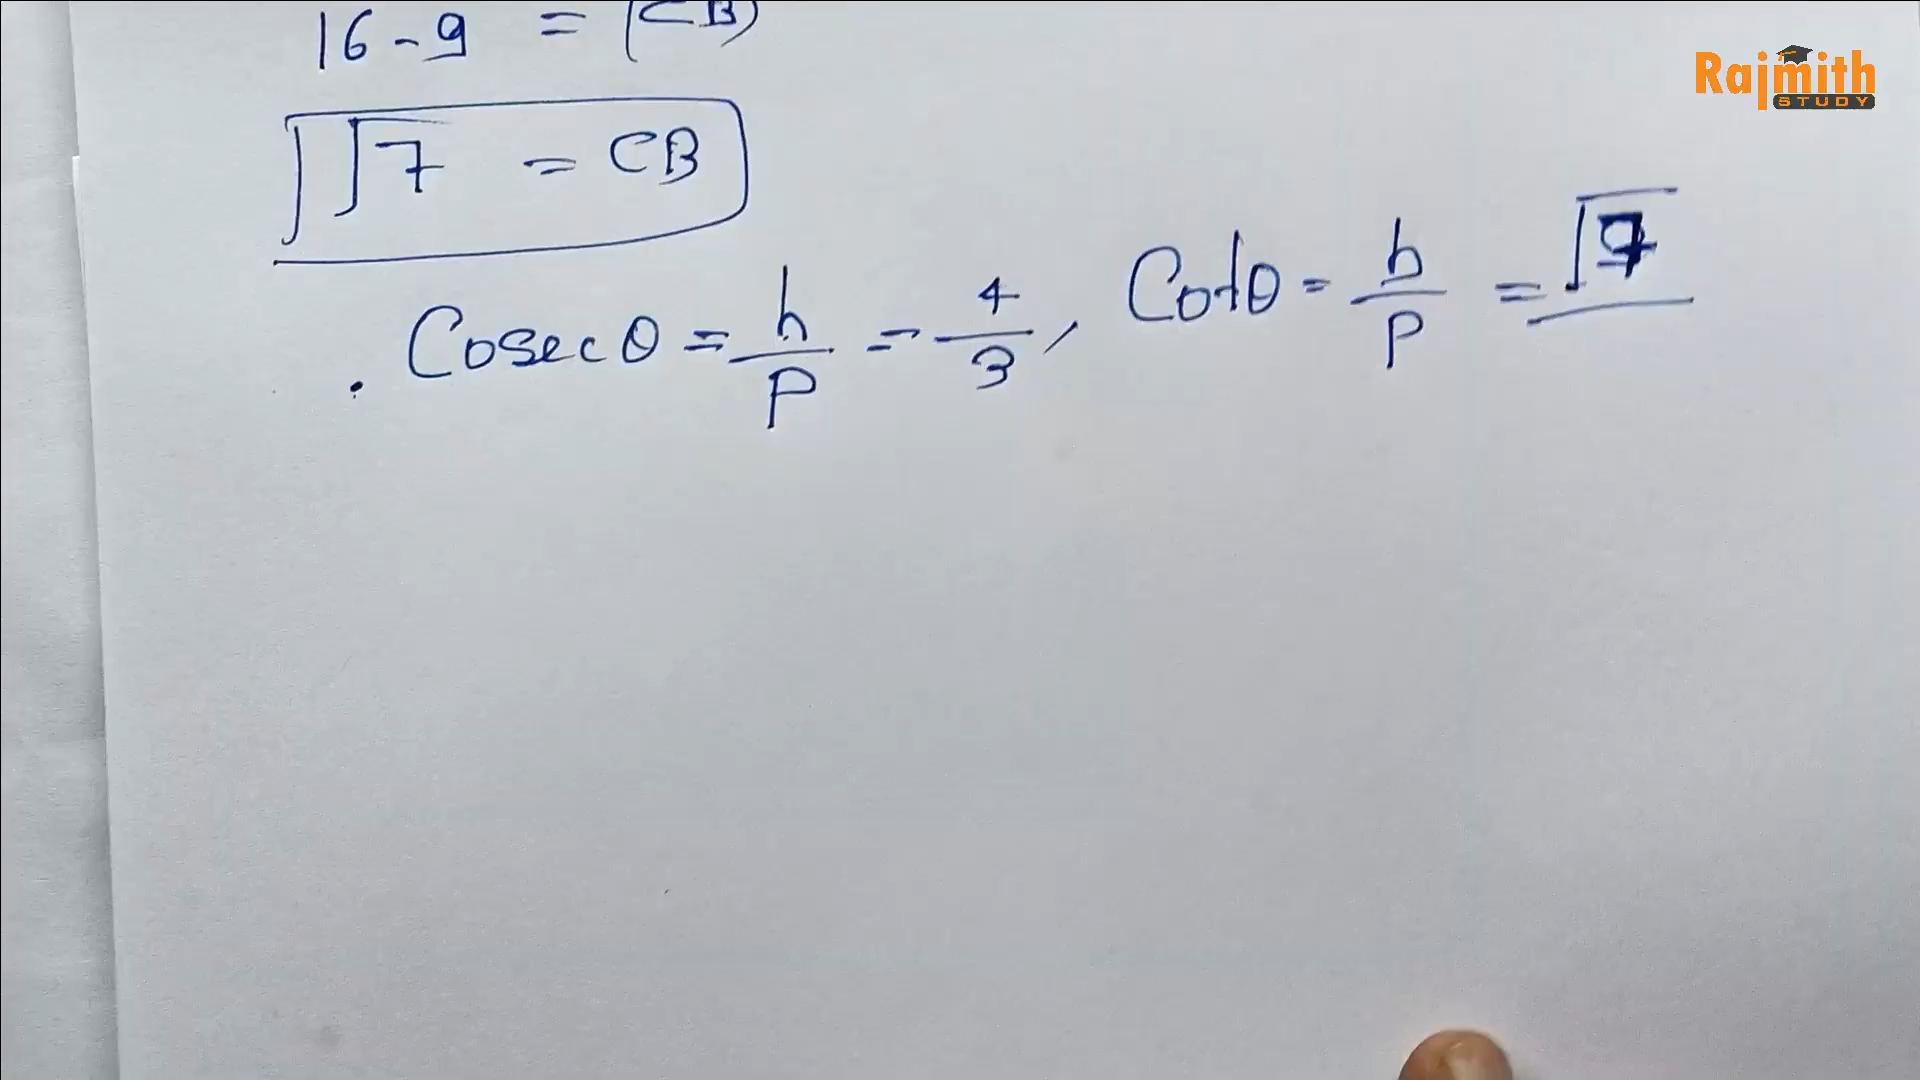 16 - 9 = (CB)
√7 = CB
Cosec θ = h/P = 4/3, Cot θ = b/P = √7
Rajmith
STUDY